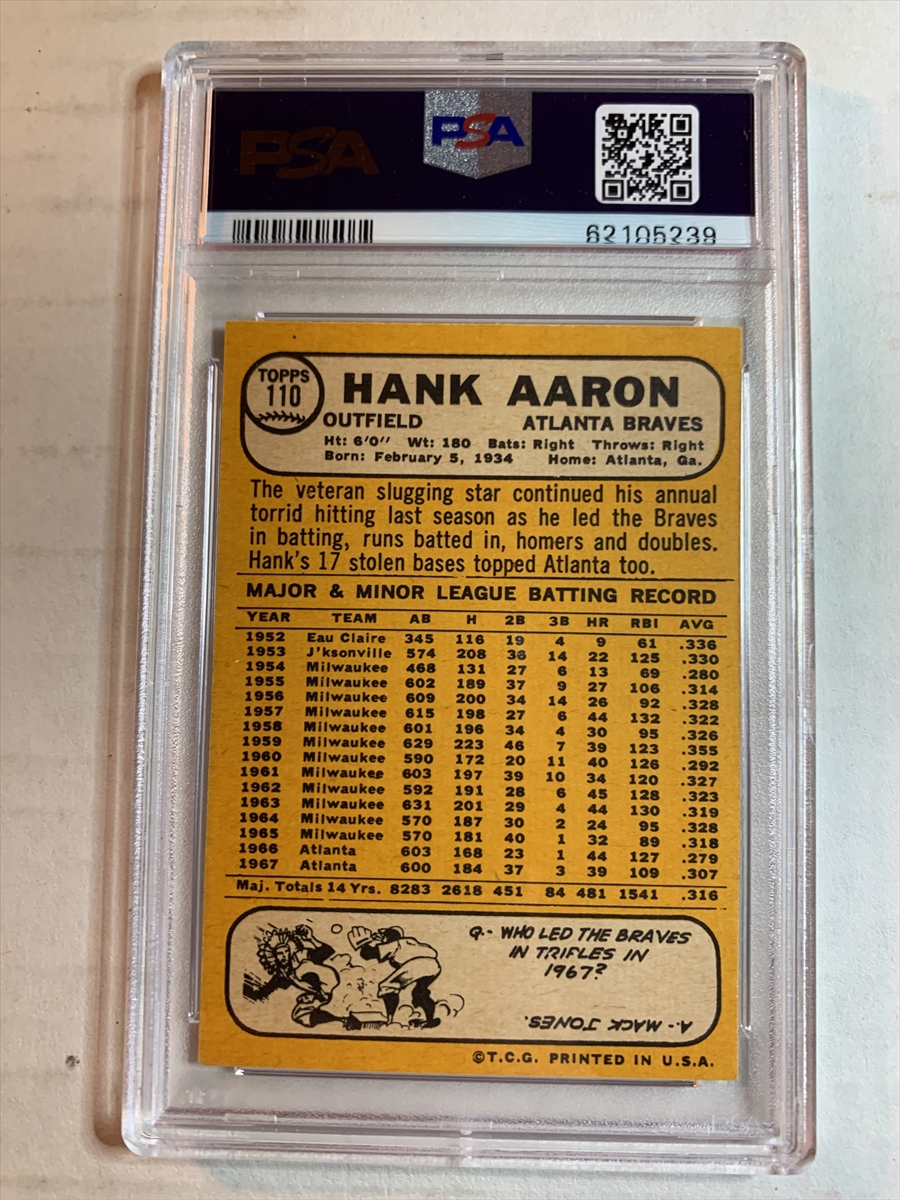 PSA
PSA
62105239
TOPPS
110
HANK AARON
OUTFIELD ATLANTA BRAVES
Ht: 6'0" Wt: 180 Bats: Right Throws: Right
Born: February 5, 1934 Home: Atlanta, Ga.
The veteran slugging star continued his annual
torrid hitting last season as he led the Braves
in batting, runs batted in, homers and doubles.
Hank's 17 stolen bases topped Atlanta too.
MAJOR & MINOR LEAGUE BATTING RECORD
YEAR TEAM AB H 2B 3B HR RBI AVG
1952 Eau Claire 345 116 19 4 9 61 .336
1953 J'ksonville 574 208 36 14 22 125 .330
1954 Milwaukee 468 131 27 6 13 69 .280
1955 Milwaukee 602 189 37 9 27 106 .314
1956 Milwaukee 609 200 34 14 26 92 .328
1957 Milwaukee 615 198 27 6 44 132 .322
1958 Milwaukee 601 196 34 4 30 95 .326
1959 Milwaukee 629 223 46 7 39 123 .355
1960 Milwaukee 590 172 20 11 40 126 .292
1961 Milwaukee 603 197 39 10 34 120 .327
1962 Milwaukee 592 191 28 6 45 128 .323
1963 Milwaukee 631 201 29 4 44 130 .319
1964 Milwaukee 570 187 30 2 24 95 .328
1965 Milwaukee 570 181 40 1 32 89 .318
1966 Atlanta 603 168 23 1 44 127 .279
1967 Atlanta 600 184 37 3 39 109 .307
Maj. Totals 14 Yrs. 8283 2618 451 84 481 1541 .316
Q.- WHO LED THE BRAVES
IN TRIFLES IN
1967?
A.- MACK JONES.
©T.C.G. PRINTED IN U.S.A.